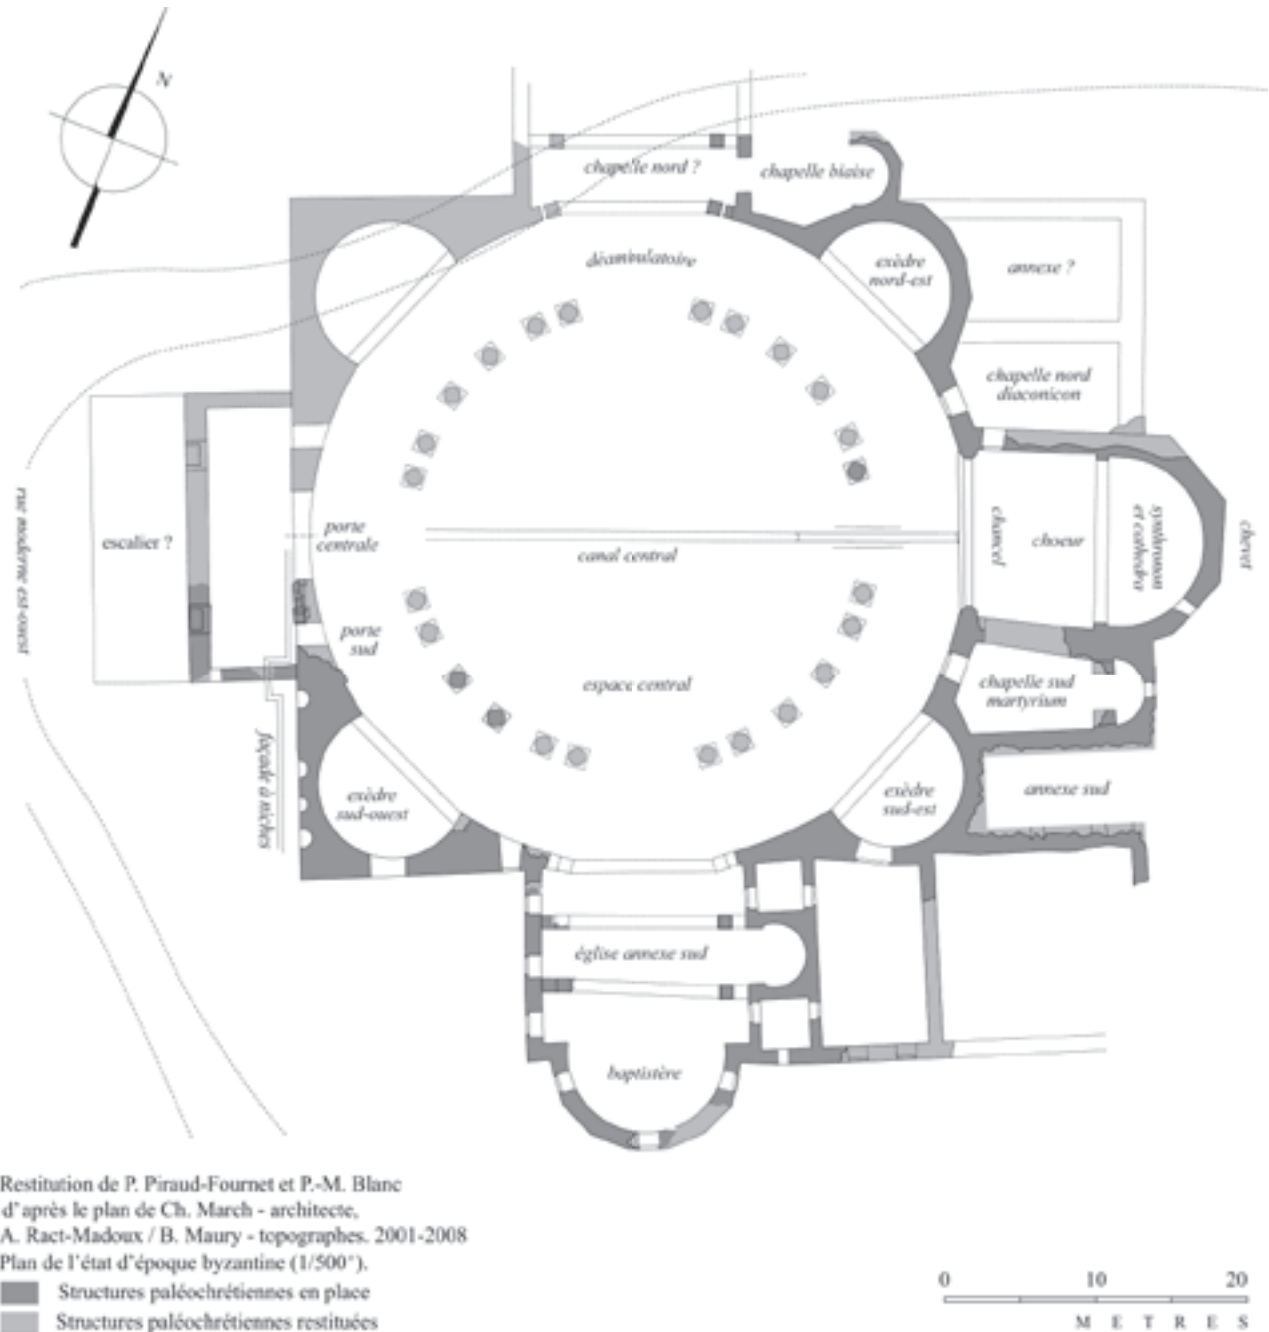 N
chapelle nord ?
chapelle biaise
déambulatoire
exèdre
nord-est
annexe ?
chapelle nord
diaconicon
rue moderne est-ouest
escalier ?
porte
centrale
canal central
chancel
choeur
synthronon
et cathedra
chevet
porte
sud
espace central
chapelle sud
martyrium
façade à niches
exèdre
sud-ouest
exèdre
sud-est
annexe sud
église annexe sud
baptistère
Restitution de P. Piraud-Fournet et P.-M. Blanc
d'après le plan de Ch. March - architecte,
A. Ract-Madoux / B. Maury - topographes. 2001-2008
Plan de l'état d'époque byzantine (1/500°).
Structures paléochrétiennes en place
Structures paléochrétiennes restituées
0 10 20
M E T R E S